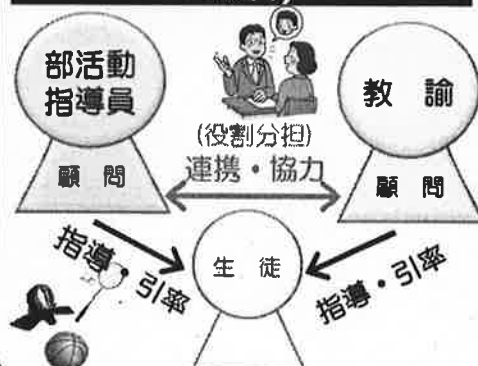 部活動
指導員
顧問
(役割分担)
連携・協力
教諭
顧問
指導・引率
生徒
指導・引率